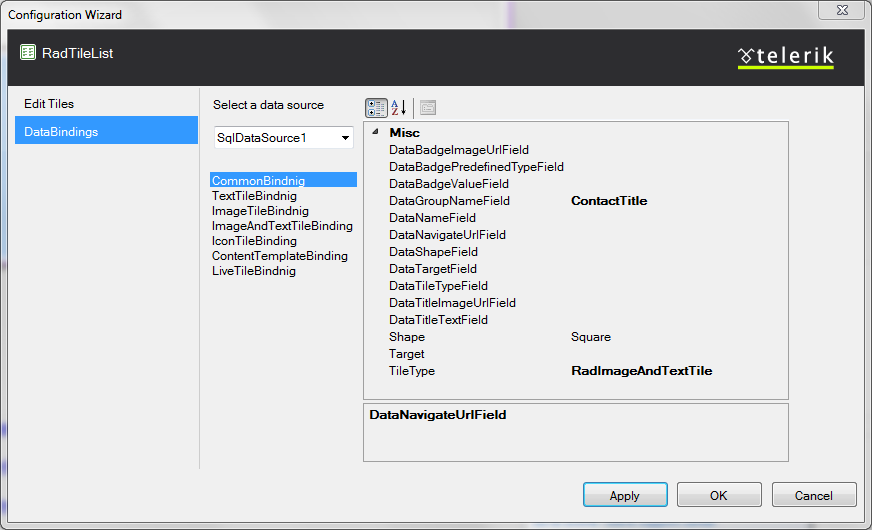 Configuration Wizard
RadTileList
telerik
Edit Tiles
DataBindings
Select a data source
SqlDataSource1
CommonBindnig
TextTileBindnig
ImageTileBindnig
ImageAndTextTileBinding
IconTileBinding
ContentTemplateBinding
LiveTileBindnig
A
Z
Misc
DataBadgeImageUrlField
DataBadgePredefinedTypeField
DataBadgeValueField
DataGroupNameField ContactTitle
DataNameField
DataNavigateUrlField
DataShapeField
DataTargetField
DataTileTypeField
DataTitleImageUrlField
DataTitleTextField
Shape Square
Target
TileType RadImageAndTextTile
DataNavigateUrlField
Apply OK Cancel